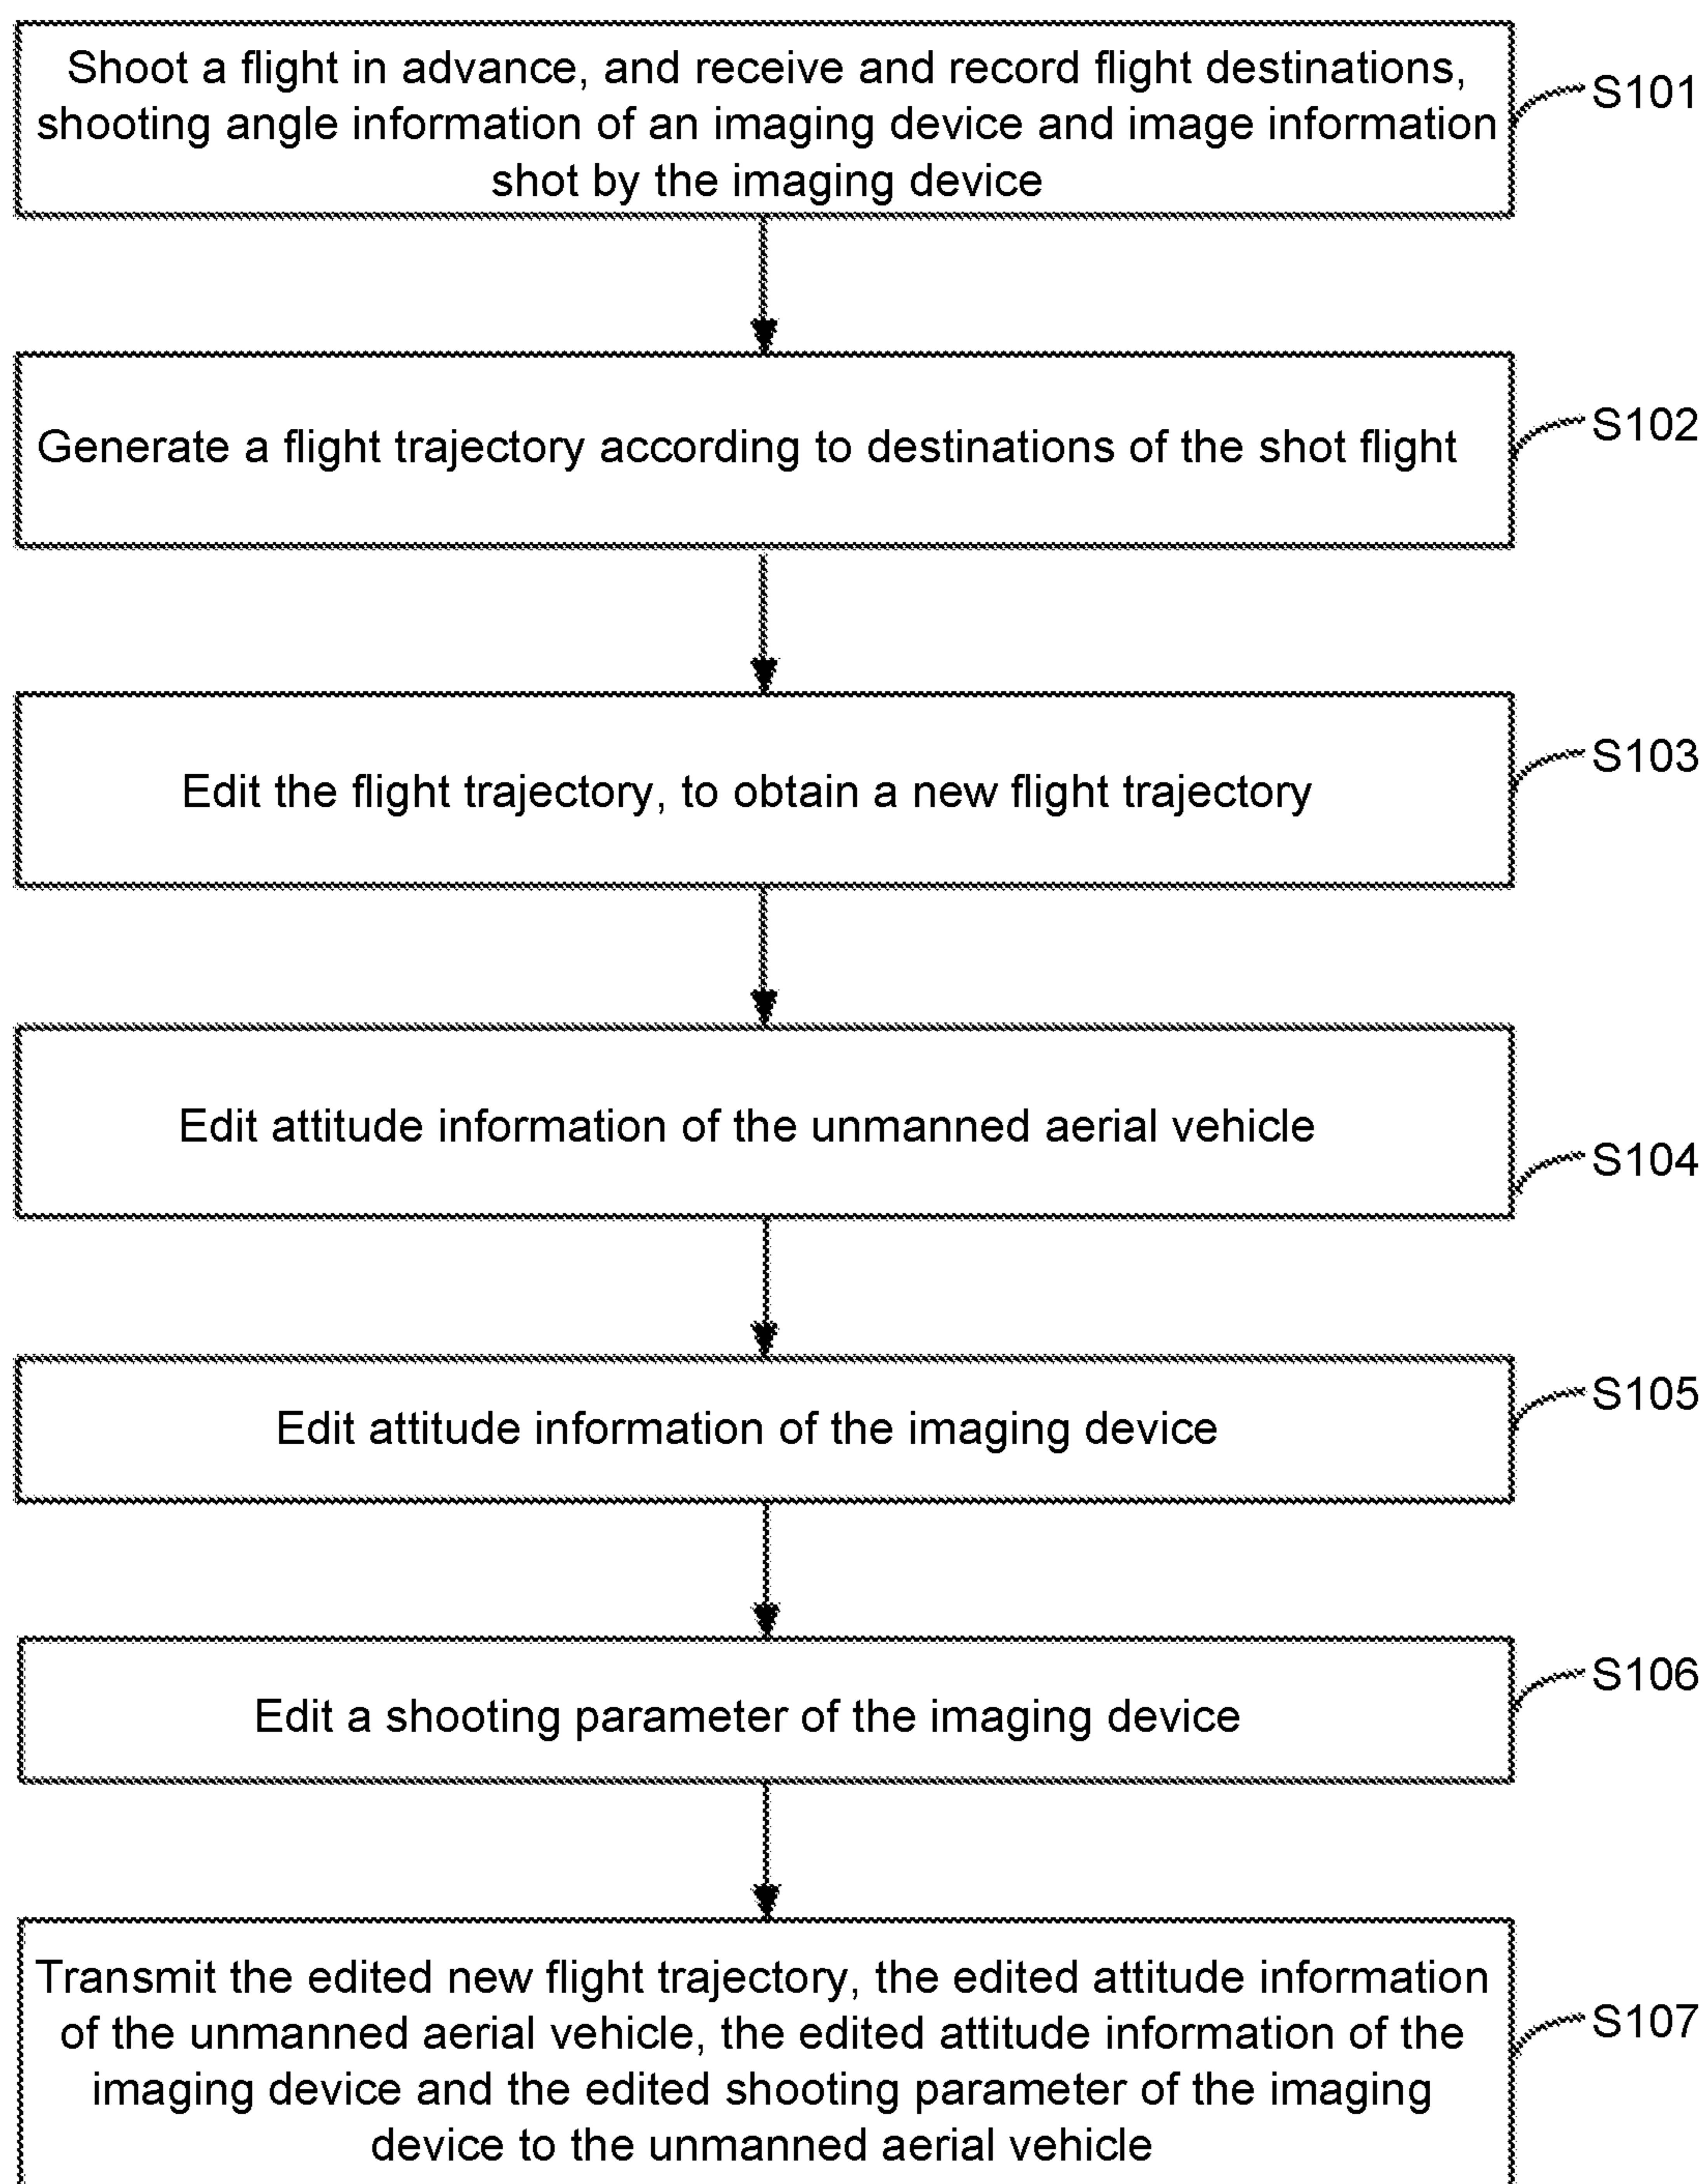 Shoot a flight in advance, and receive and record flight destinations,
shooting angle information of an imaging device and image information
shot by the imaging device
S101
Generate a flight trajectory according to destinations of the shot flight
S102
Edit the flight trajectory, to obtain a new flight trajectory
S103
Edit attitude information of the unmanned aerial vehicle
S104
Edit attitude information of the imaging device
S105
Edit a shooting parameter of the imaging device
S106
Transmit the edited new flight trajectory, the edited attitude information
of the unmanned aerial vehicle, the edited attitude information of the
imaging device and the edited shooting parameter of the imaging
device to the unmanned aerial vehicle
S107